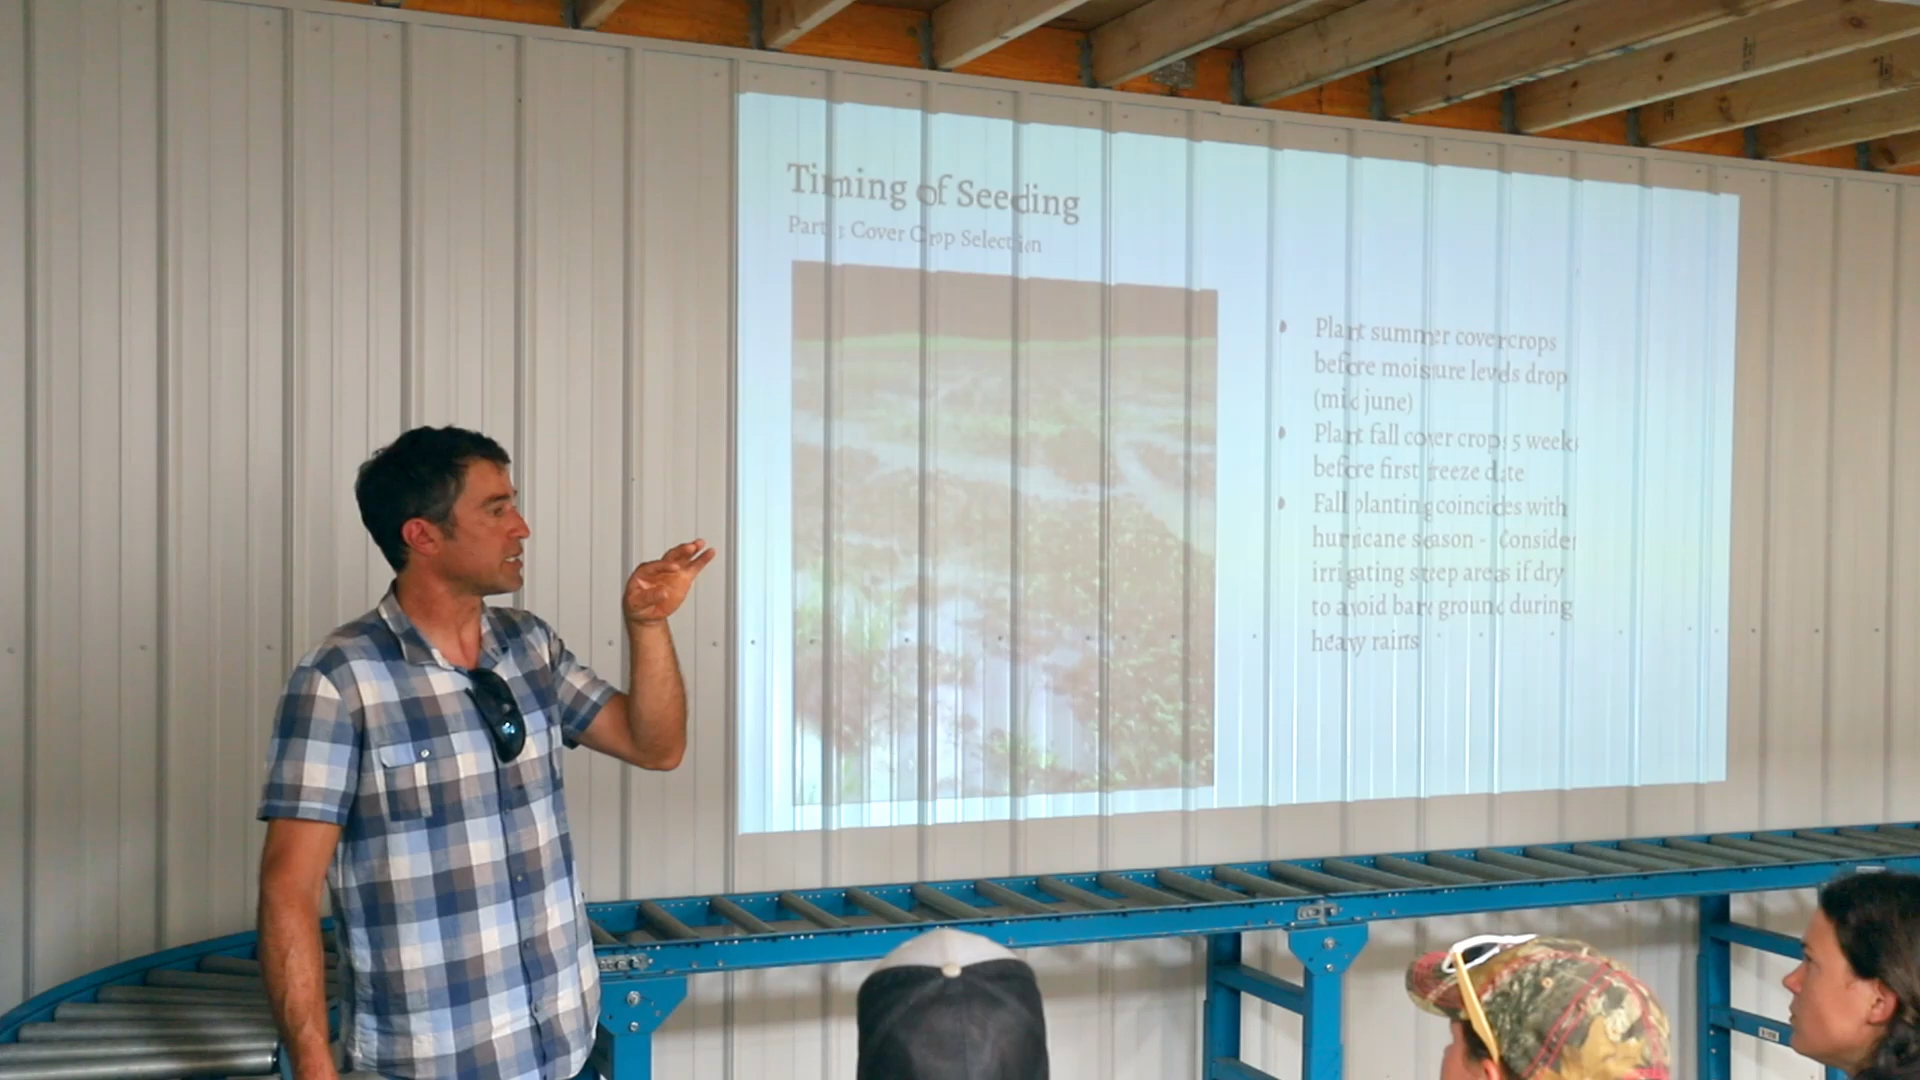 Timing of Seeding
Part 3 Cover Crop Selection
Plant summer cover crops
before moisture levels drop
(mid june)
Plant fall cover crops 5 weeks
before first freeze date
Fall planting coincides with
hurricane season - Consider
irrigating steep areas if dry
to avoid bare ground during
heavy rains